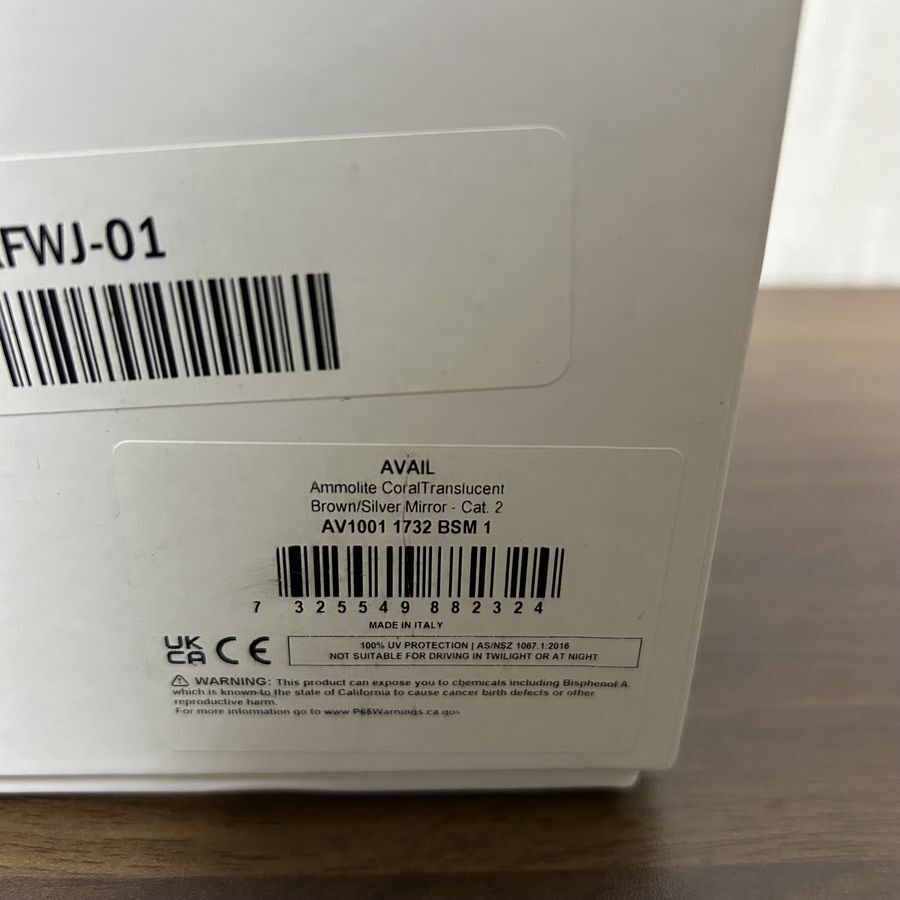 FWJ-01
AVAIL
Ammolite CoralTranslucent
Brown/Silver Mirror - Cat. 2
AV1001 1732 BSM 1
7 325549 882324
MADE IN ITALY
UK
CA CE
100% UV PROTECTION | AS/NSZ 1067.1:2016
NOT SUITABLE FOR DRIVING IN TWILIGHT OR AT NIGHT
⚠ WARNING: This product can expose you to chemicals including Bisphenol A
which is known to the state of California to cause cancer birth defects or other
reproductive harm.
For more information go to www P65Warnings.ca.gov